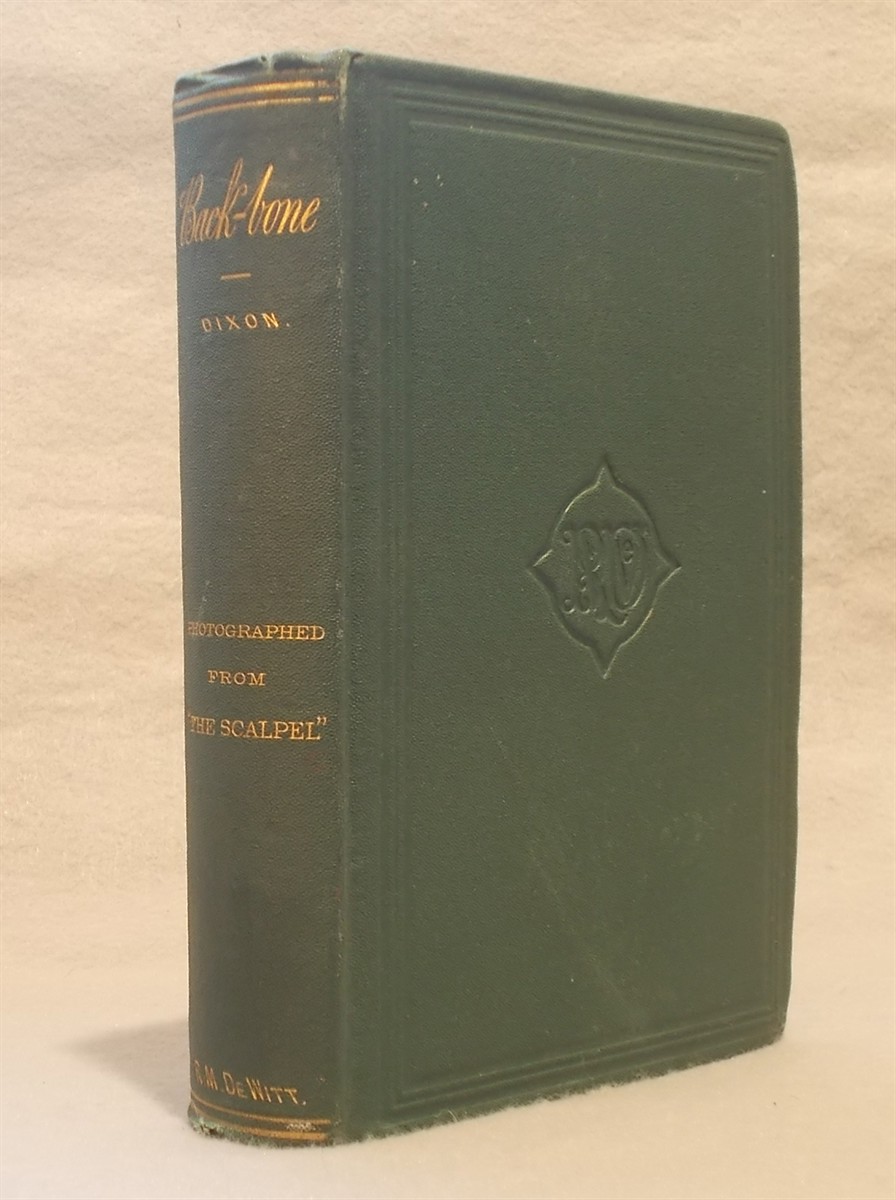 Back-bone
DIXON.
PHOTOGRAPHED
FROM
"THE SCALPEL"
R.M. DEWITT.